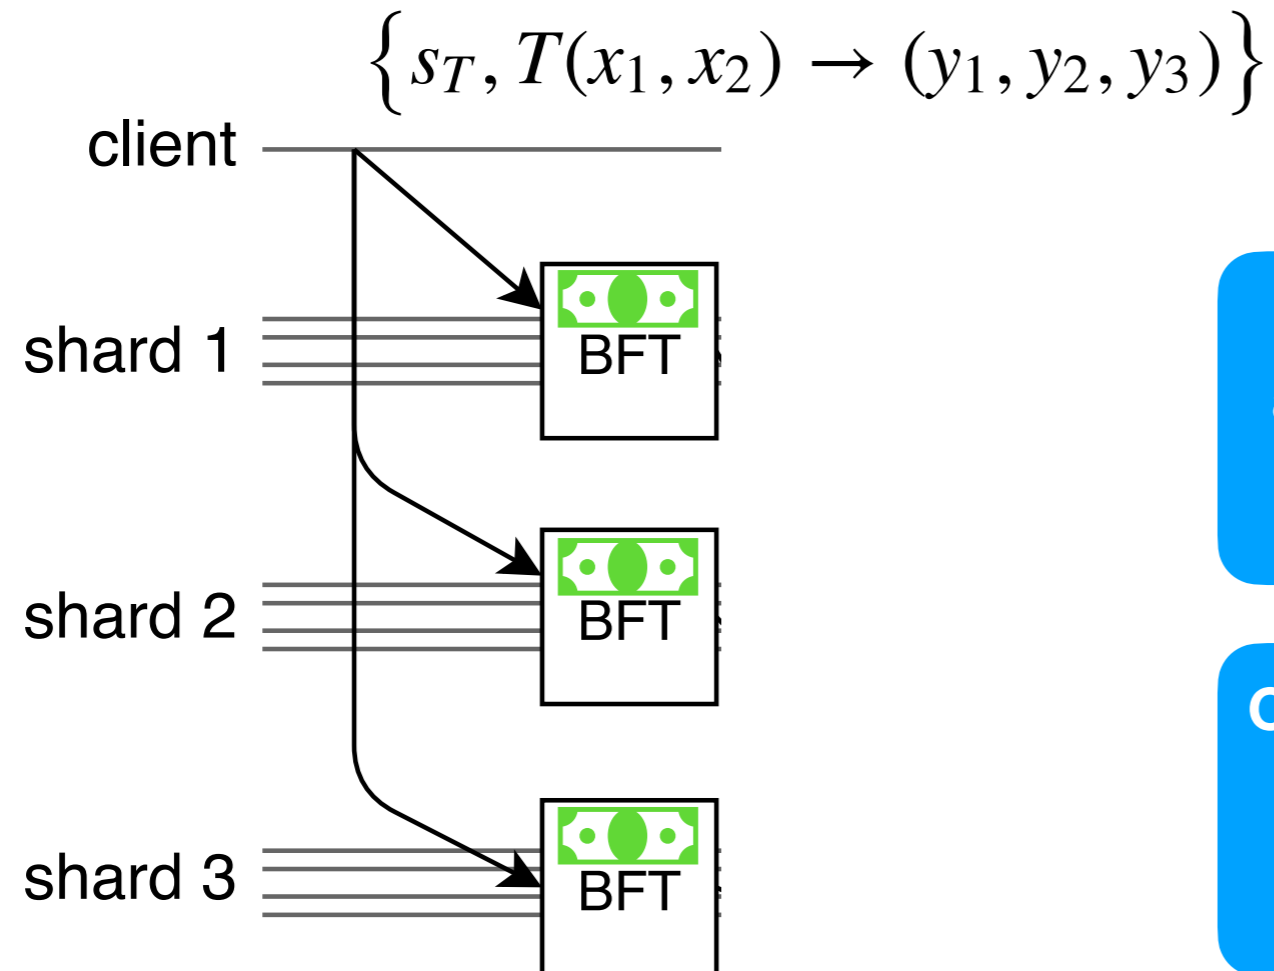 {s_T, T(x_1, x_2) → (y_1, y_2, y_3)}
client
shard 1
BFT
shard 2
BFT
shard 3
BFT